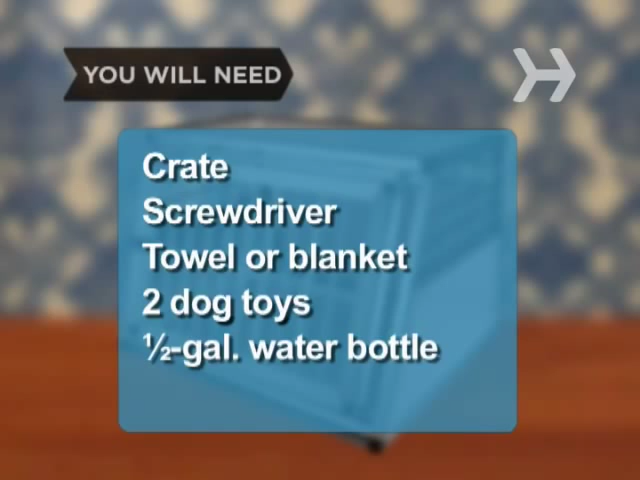 YOU WILL NEED
Crate
Screwdriver
Towel or blanket
2 dog toys
½-gal. water bottle